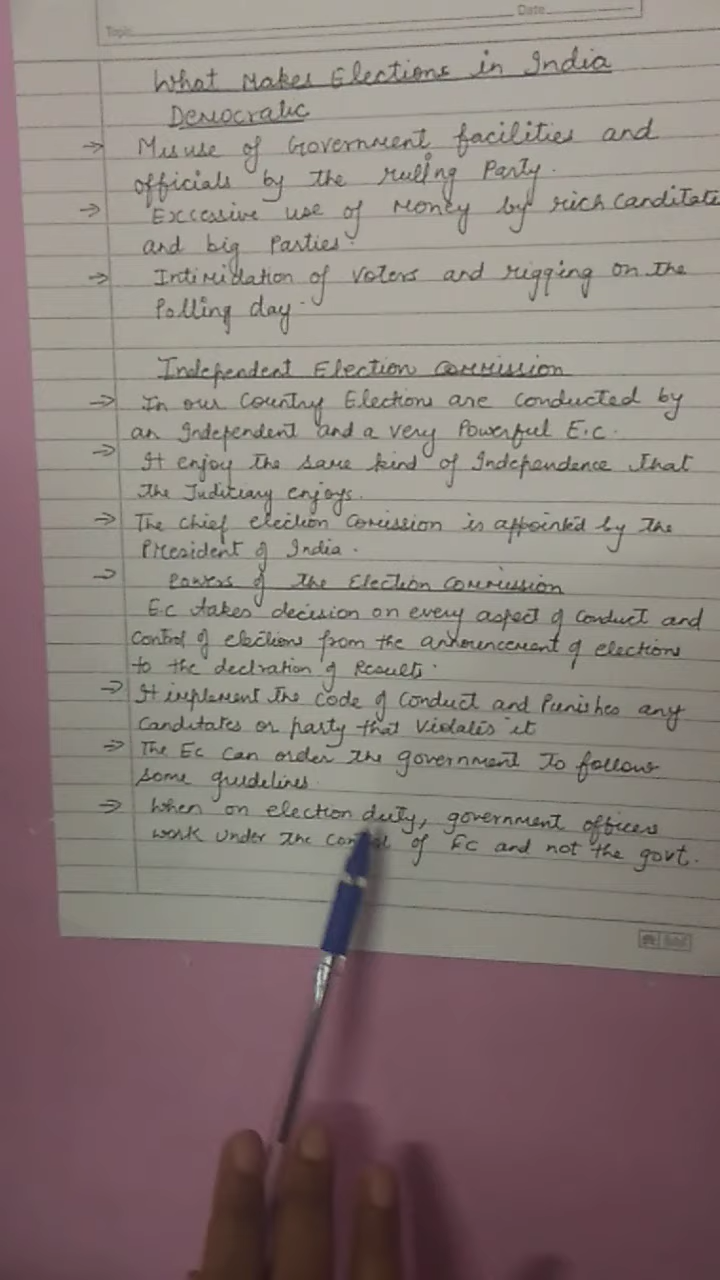 Topic Date
What Makes Elections in India
Democratic
→ Misuse of Government facilities and
officials by the ruling Party.
→ Excessive use of Money by rich Canditate
and big Parties.
→ Intimidation of Voters and rigging on the
Polling day.
Independent Election Commission
→ In our Country Elections are conducted by
an Independent and a very Powerful E.C.
→ It enjoy the same kind of Independence that
the Juditiary enjoys.
→ The Chief election Comission is appointed by the
President of India.
→ Powers of the Election Commission
E.C takes decision on every aspect of conduct and
Control of elections from the announcement of elections
to the declration of Results.
→ It implement the code of Conduct and Punishes any
Canditates or party that Violates it
→ The Ec can order the government to follow
some guidelines.
→ When on election duty, government officers
work under the control of EC and not the govt.